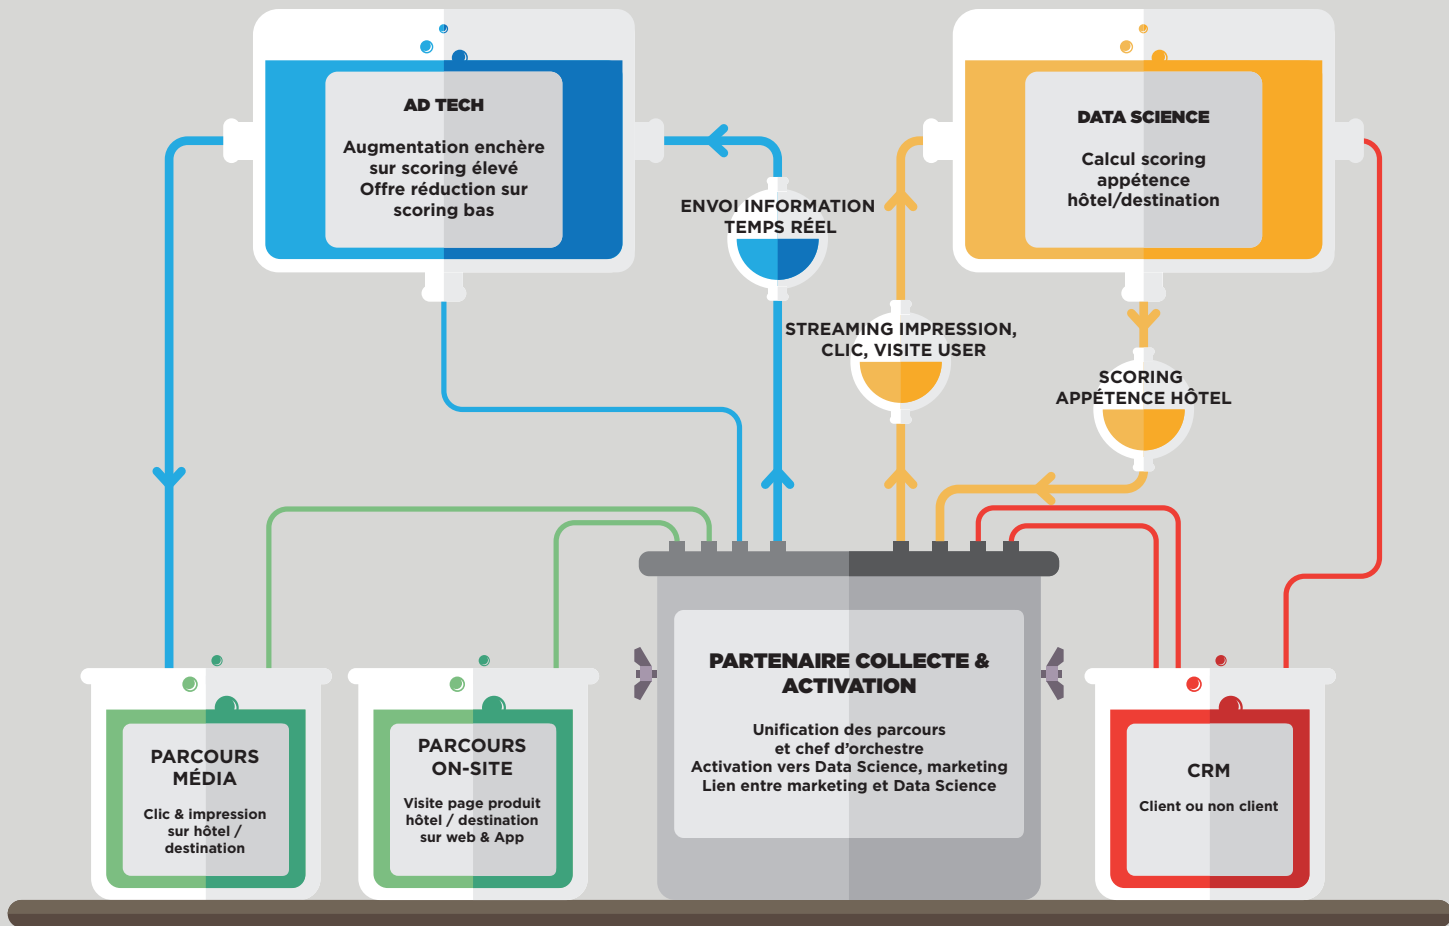 AD TECH
Augmentation enchère
sur scoring élevé
Offre réduction sur
scoring bas
ENVOI INFORMATION
TEMPS RÉEL
DATA SCIENCE
Calcul scoring
appétence
hôtel/destination
STREAMING IMPRESSION,
CLIC, VISITE USER
SCORING
APPÉTENCE HÔTEL
PARCOURS
MÉDIA
Clic & impression
sur hôtel /
destination
PARCOURS
ON-SITE
Visite page produit
hôtel / destination
sur web & App
PARTENAIRE COLLECTE &
ACTIVATION
Unification des parcours
et chef d’orchestre
Activation vers Data Science, marketing
Lien entre marketing et Data Science
CRM
Client ou non client